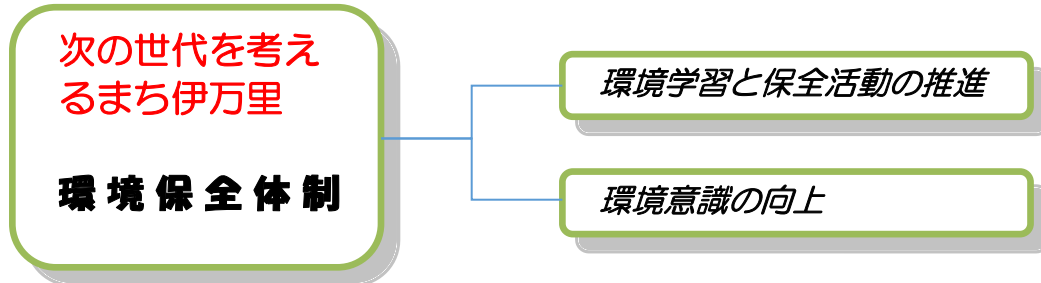 次の世代を考え
るまち伊万里
環境保全体制
環境学習と保全活動の推進
環境意識の向上